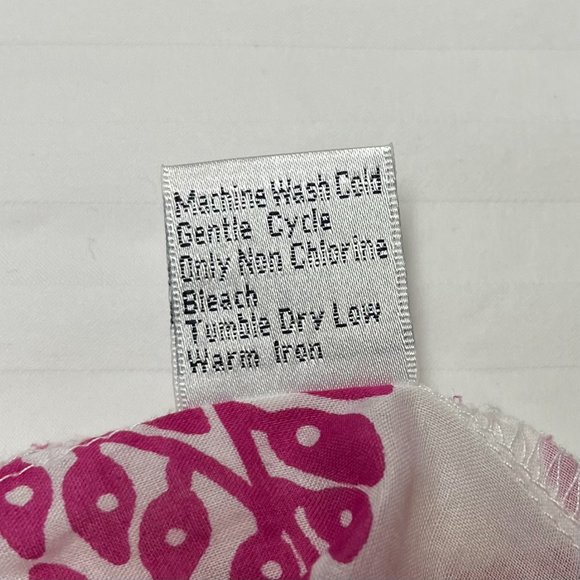 Machine Wash Cold
Gentle Cycle
Only Non Chlorine
Bleach
Tumble Dry Low
Warm Iron